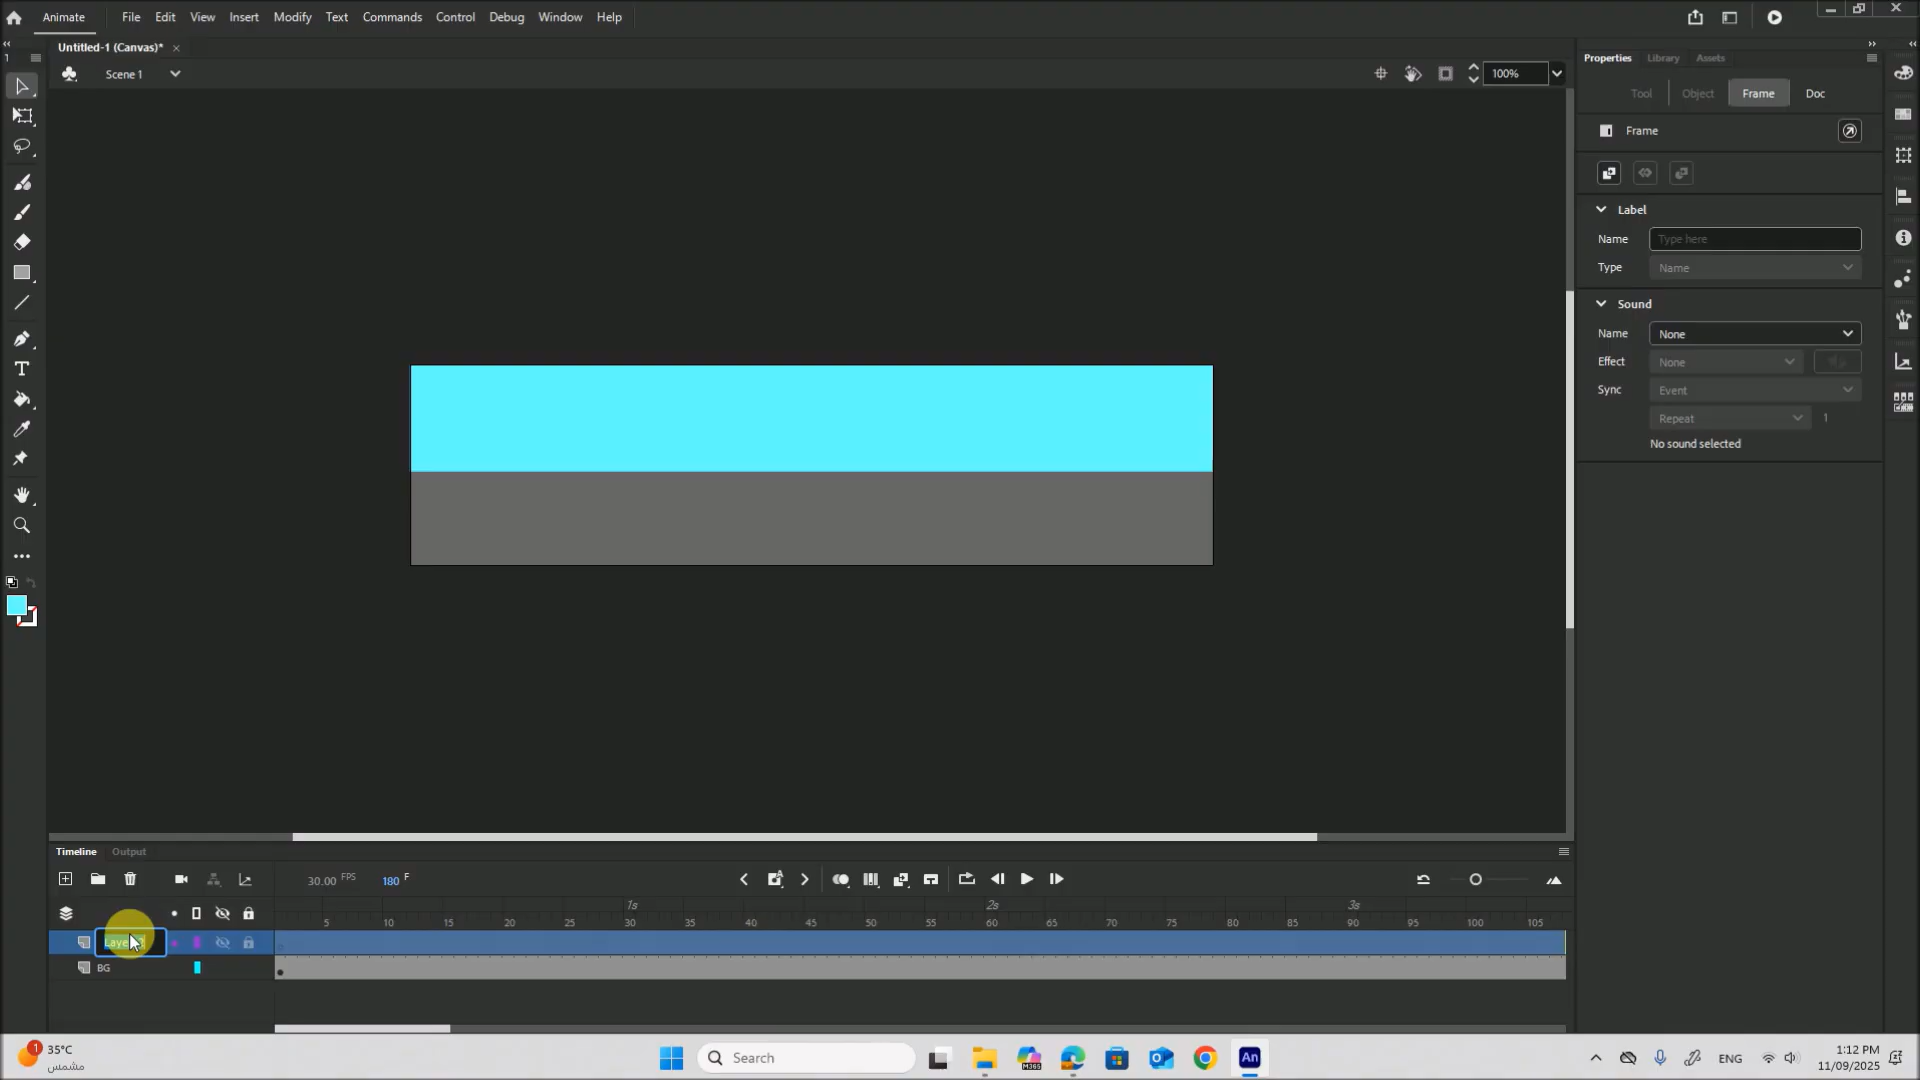 Animate File Edit View Insert Modify Text Commands Control Debug Window Help
Untitled-1 (Canvas)* ×
Scene 1
100%
1
Properties Library Assets
Tool Object Frame Doc
Frame
Label
Name Type here
Type Name
Sound
Name None
Effect None
Sync Event
Repeat 1
No sound selected
Timeline Output
30.00 FPS 180 F
1s 2s 3s
5 10 15 20 25 30 35 40 45 50 55 60 65 70 75 80 85 90 95 100 105
BG
1 35°C
مشمس
Search
M365
An
ENG
1:12 PM
11/09/2025